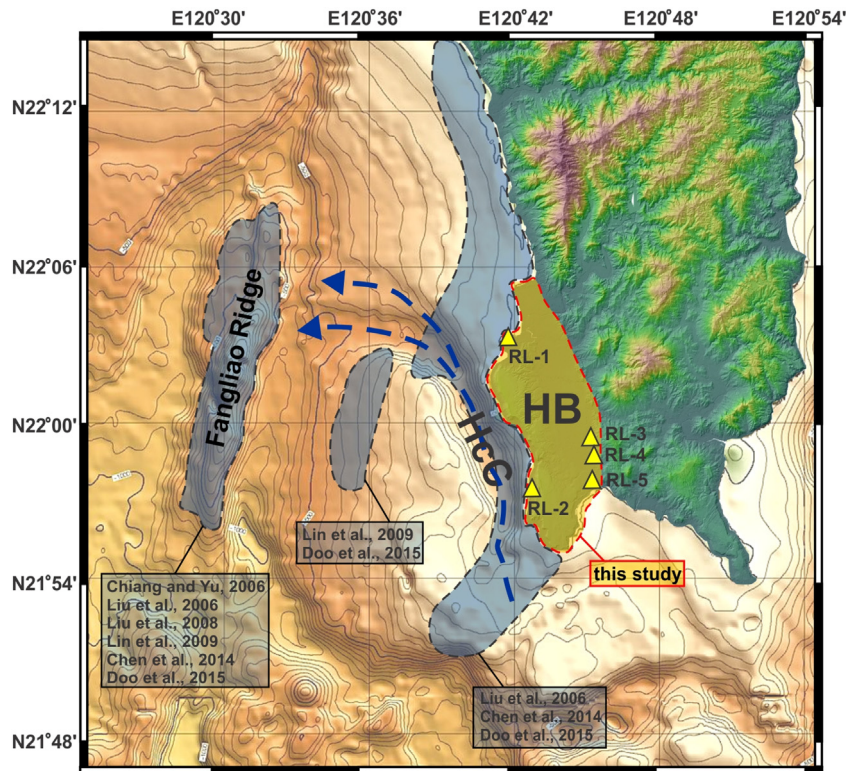 E120°30' E120°36' E120°42' E120°48' E120°54'
N22°12'
N22°06'
N22°00'
N21°54'
N21°48'
Fangliao Ridge
HcC
HB
RL-1
RL-3
RL-4
RL-5
RL-2
this study
Lin et al., 2009
Doo et al., 2015
Chiang and Yu, 2006
Liu et al., 2006
Liu et al., 2008
Lin et al., 2009
Chen et al., 2014
Doo et al., 2015
Liu et al., 2006
Chen et al., 2014
Doo et al., 2015